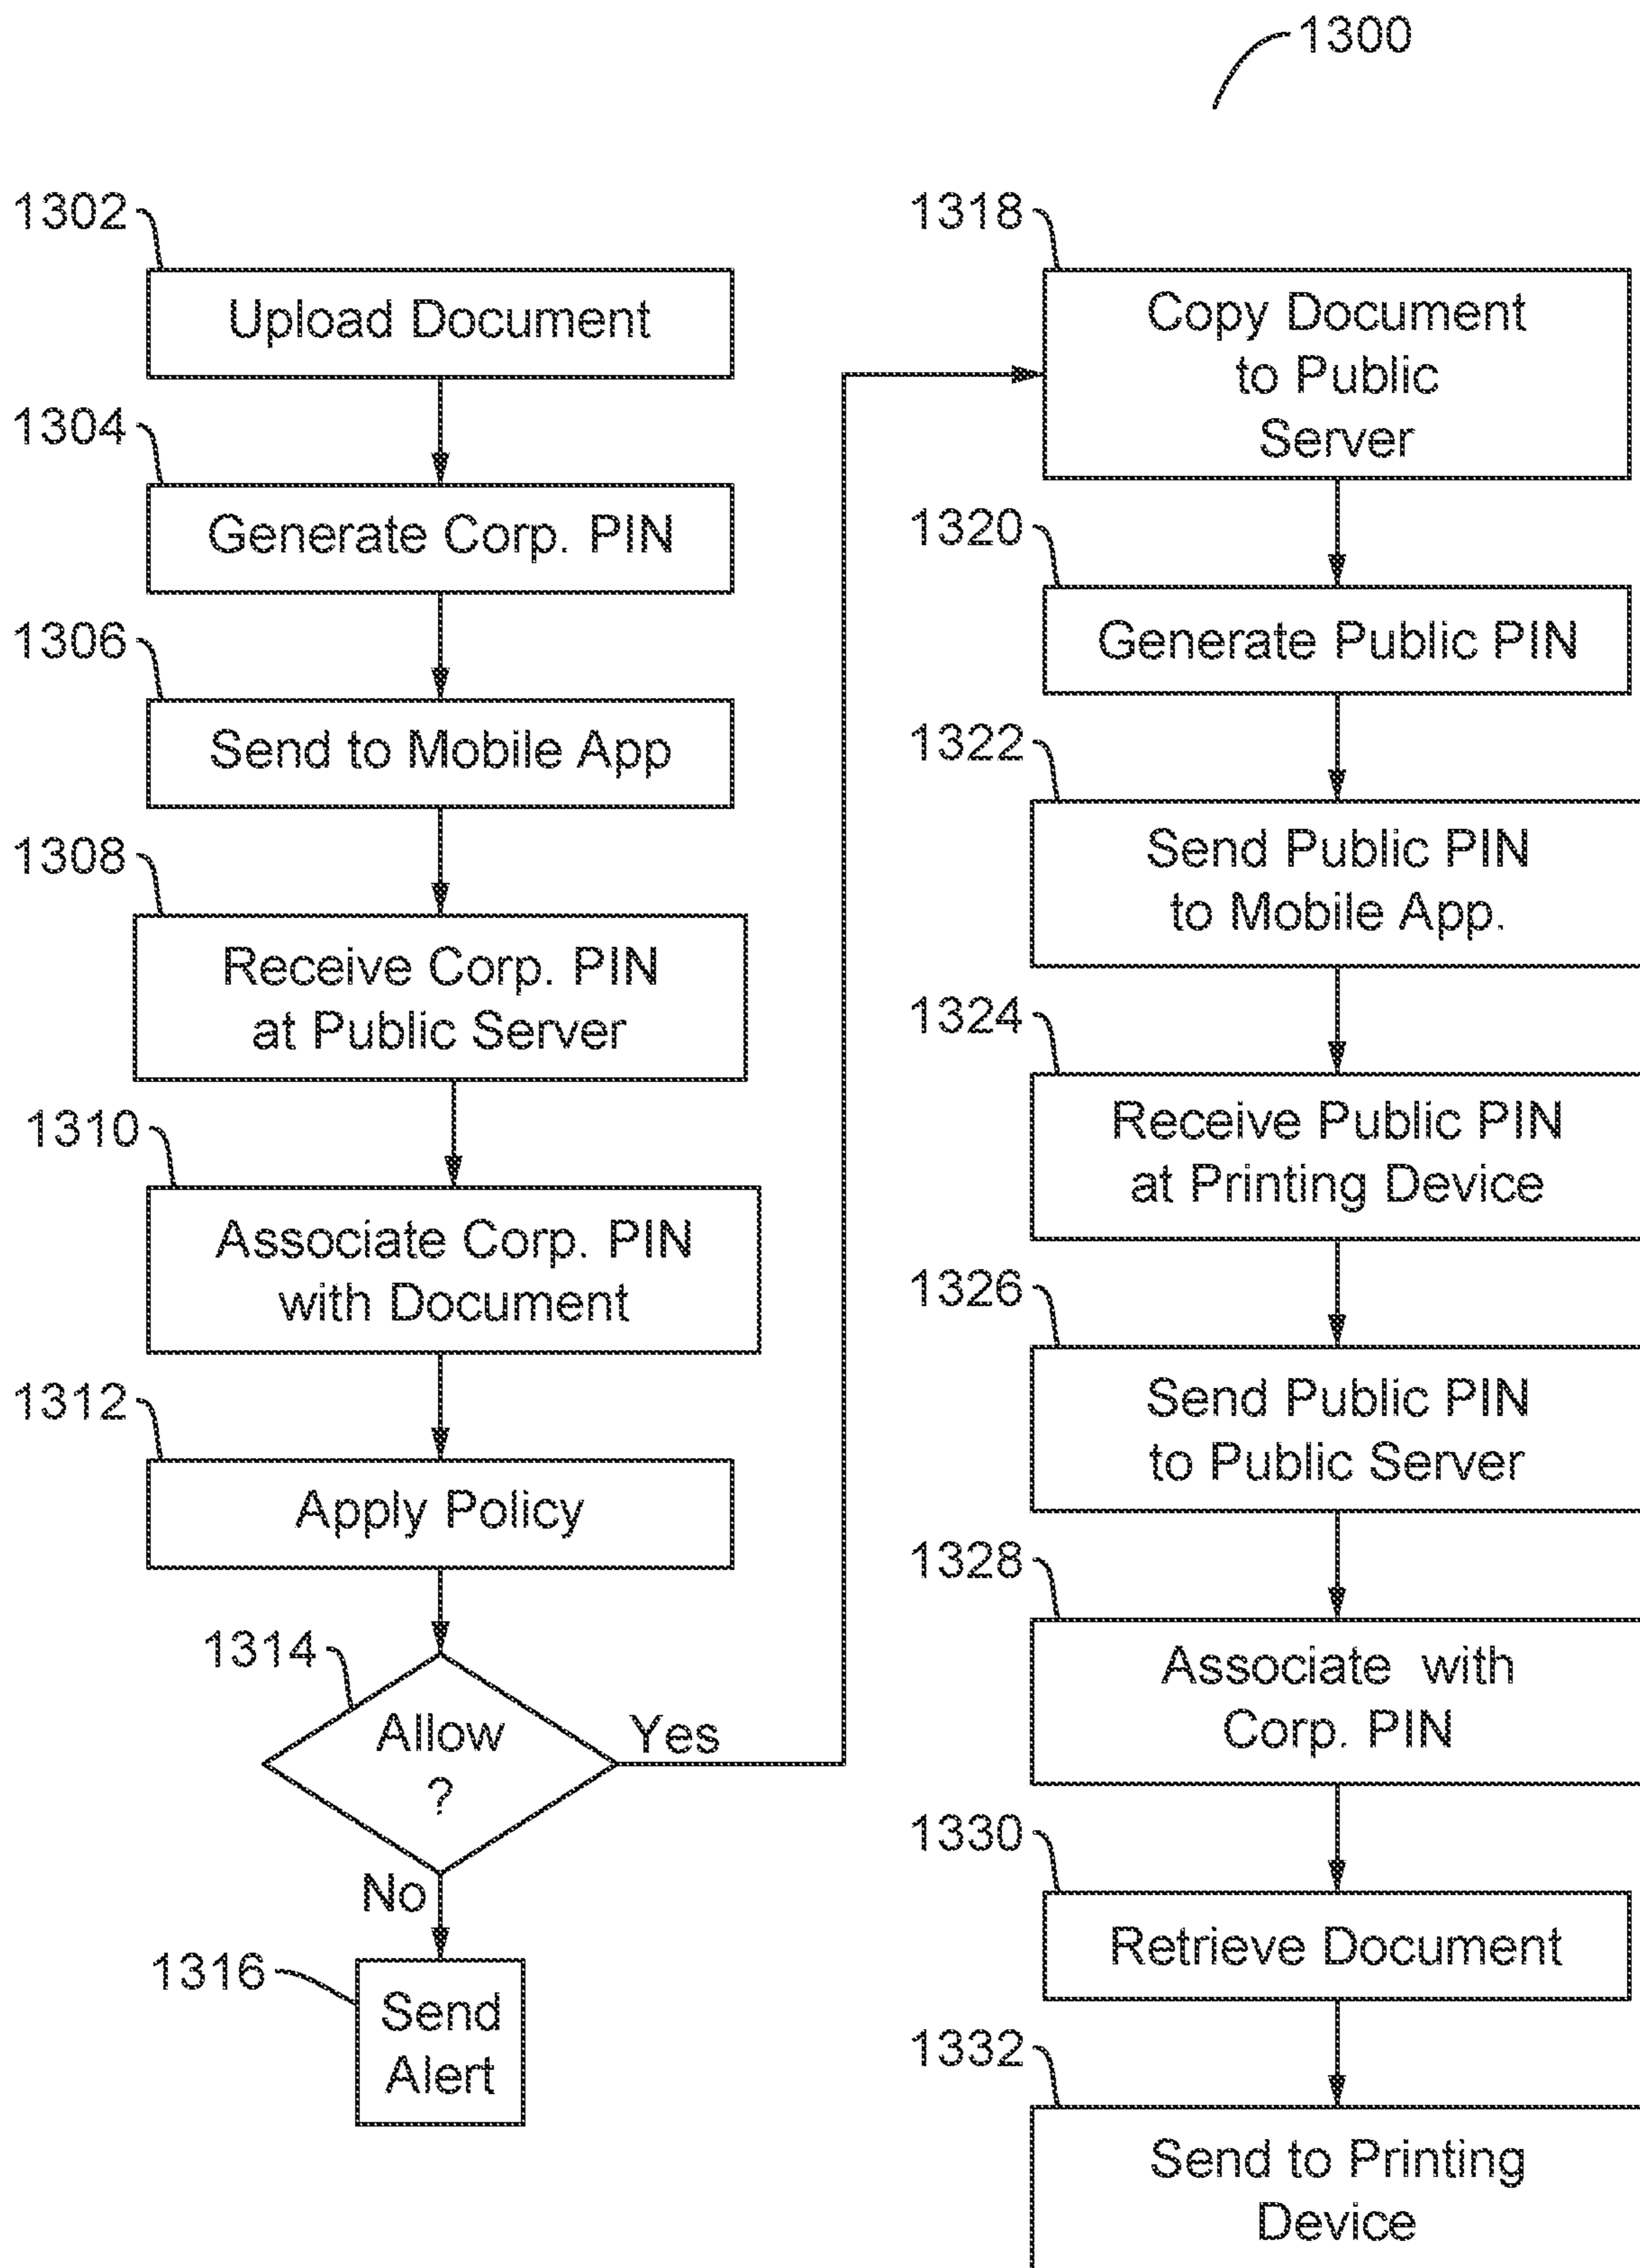 1300
1302
Upload Document
1304
Generate Corp. PIN
1306
Send to Mobile App
1308
Receive Corp. PIN
at Public Server
1310
Associate Corp. PIN
with Document
1312
Apply Policy
1314
Allow
?
Yes
No
1316
Send
Alert
1318
Copy Document
to Public
Server
1320
Generate Public PIN
1322
Send Public PIN
to Mobile App.
1324
Receive Public PIN
at Printing Device
1326
Send Public PIN
to Public Server
1328
Associate with
Corp. PIN
1330
Retrieve Document
1332
Send to Printing
Device